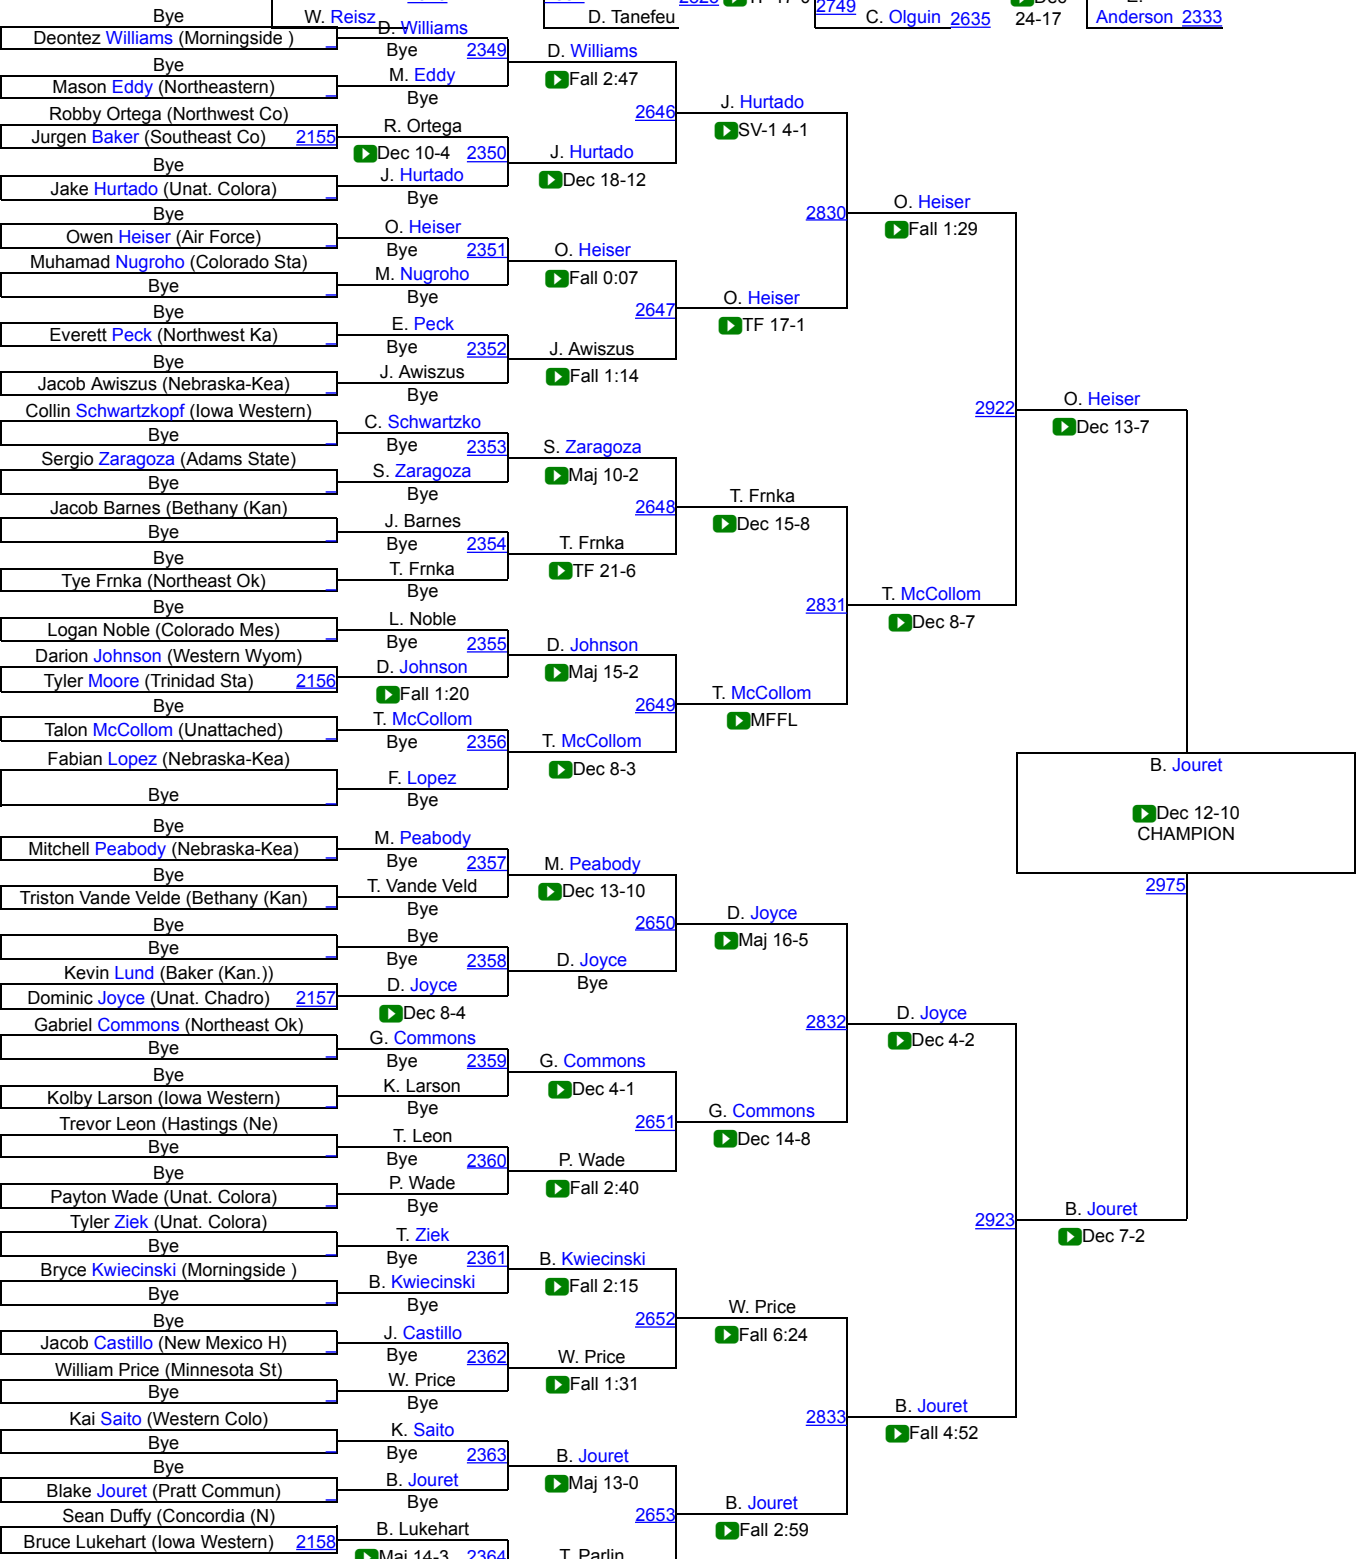 Bye
W. Reisz
D. Tanefeu
2749
C. Olguin 2635
24-17
Anderson 2333
Deontez Williams (Morningside )
D. Williams
Bye 2349
D. Williams
Bye
Mason Eddy (Northeastern)
M. Eddy
Fall 2:47
Bye
Robby Ortega (Northwest Co)
2646
J. Hurtado
Jurgen Baker (Southeast Co) 2155
R. Ortega
SV-1 4-1
Dec 10-4 2350
J. Hurtado
Bye
J. Hurtado
Dec 18-12
Jake Hurtado (Unat. Colora)
Bye
Bye
O. Heiser
2830
O. Heiser
Fall 1:29
Owen Heiser (Air Force)
Bye 2351
O. Heiser
Muhamad Nugroho (Colorado Sta)
M. Nugroho
Fall 0:07
Bye
Bye
O. Heiser
Bye
2647
TF 17-1
Everett Peck (Northwest Ka)
E. Peck
Bye 2352
J. Awiszus
Bye
J. Awiszus
Fall 1:14
Jacob Awiszus (Nebraska-Kea)
Bye
O. Heiser
Collin Schwartzkopf (Iowa Western)
2922
Dec 13-7
Bye
C. Schwartzko
Bye 2353
S. Zaragoza
Sergio Zaragoza (Adams State)
S. Zaragoza
Maj 10-2
Bye
Bye
T. Frnka
Jacob Barnes (Bethany (Kan)
2648
Dec 15-8
Bye
J. Barnes
Bye 2354
T. Frnka
Bye
T. Frnka
TF 21-6
Tye Frnka (Northeast Ok)
Bye
T. McCollom
Bye
2831
Dec 8-7
Logan Noble (Colorado Mes)
L. Noble
Bye 2355
D. Johnson
Darion Johnson (Western Wyom)
D. Johnson
Maj 15-2
Tyler Moore (Trinidad Sta) 2156
Fall 1:20
T. McCollom
Bye
2649
MFFL
Talon McCollom (Unattached)
T. McCollom
Bye 2356
T. McCollom
Fabian Lopez (Nebraska-Kea)
F. Lopez
Dec 8-3
B. Jouret
Bye
Bye
Dec 12-10
CHAMPION
Bye
M. Peabody
Mitchell Peabody (Nebraska-Kea)
Bye 2357
M. Peabody
Bye
T. Vande Veld
Dec 13-10
2975
Triston Vande Velde (Bethany (Kan)
Bye
D. Joyce
Bye
2650
Maj 16-5
Bye
Bye
Bye 2358
D. Joyce
Kevin Lund (Baker (Kan.))
D. Joyce
Bye
Dominic Joyce (Unat. Chadro) 2157
Dec 8-4
D. Joyce
Gabriel Commons (Northeast Ok)
2832
Dec 4-2
Bye
G. Commons
Bye 2359
G. Commons
Bye
K. Larson
Dec 4-1
Kolby Larson (Iowa Western)
Bye
G. Commons
Trevor Leon (Hastings (Ne)
2651
Dec 14-8
Bye
T. Leon
Bye 2360
P. Wade
Bye
P. Wade
Fall 2:40
Payton Wade (Unat. Colora)
Bye
B. Jouret
Tyler Ziek (Unat. Colora)
2923
Dec 7-2
Bye
T. Ziek
Bye 2361
B. Kwiecinski
Bryce Kwiecinski (Morningside )
B. Kwiecinski
Fall 2:15
Bye
Bye
W. Price
Bye
2652
Fall 6:24
Jacob Castillo (New Mexico H)
J. Castillo
Bye 2362
W. Price
William Price (Minnesota St)
W. Price
Fall 1:31
Bye
Bye
B. Jouret
Kai Saito (Western Colo)
2833
Fall 4:52
Bye
K. Saito
Bye 2363
B. Jouret
Bye
B. Jouret
Maj 13-0
Blake Jouret (Pratt Commun)
Bye
B. Jouret
Sean Duffy (Concordia (N)
2653
Fall 2:59
Bruce Lukehart (Iowa Western) 2158
B. Lukehart
Maj 14-3 2364
T. Parlin